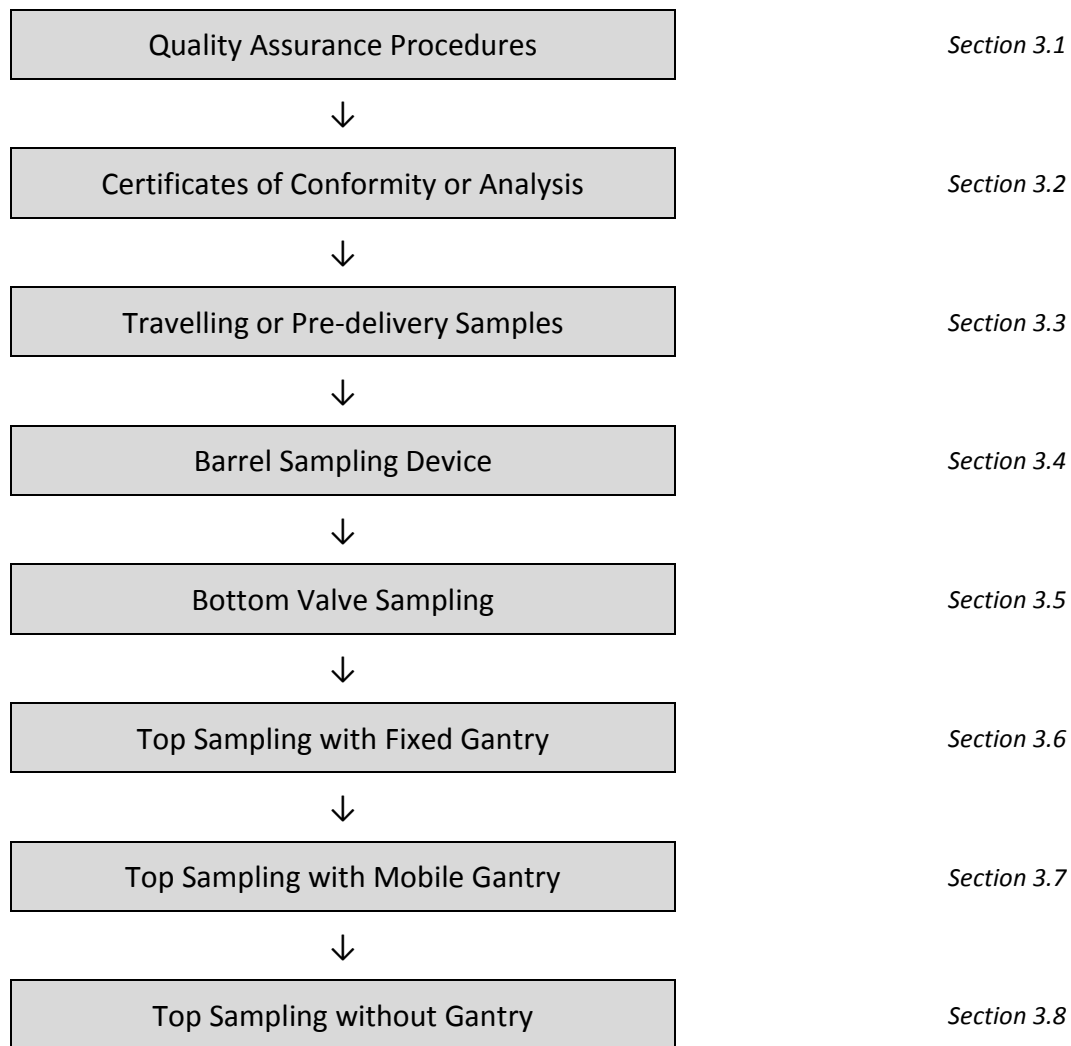 Quality Assurance Procedures Section 3.1
↓
Certificates of Conformity or Analysis Section 3.2
↓
Travelling or Pre-delivery Samples Section 3.3
↓
Barrel Sampling Device Section 3.4
↓
Bottom Valve Sampling Section 3.5
↓
Top Sampling with Fixed Gantry Section 3.6
↓
Top Sampling with Mobile Gantry Section 3.7
↓
Top Sampling without Gantry Section 3.8